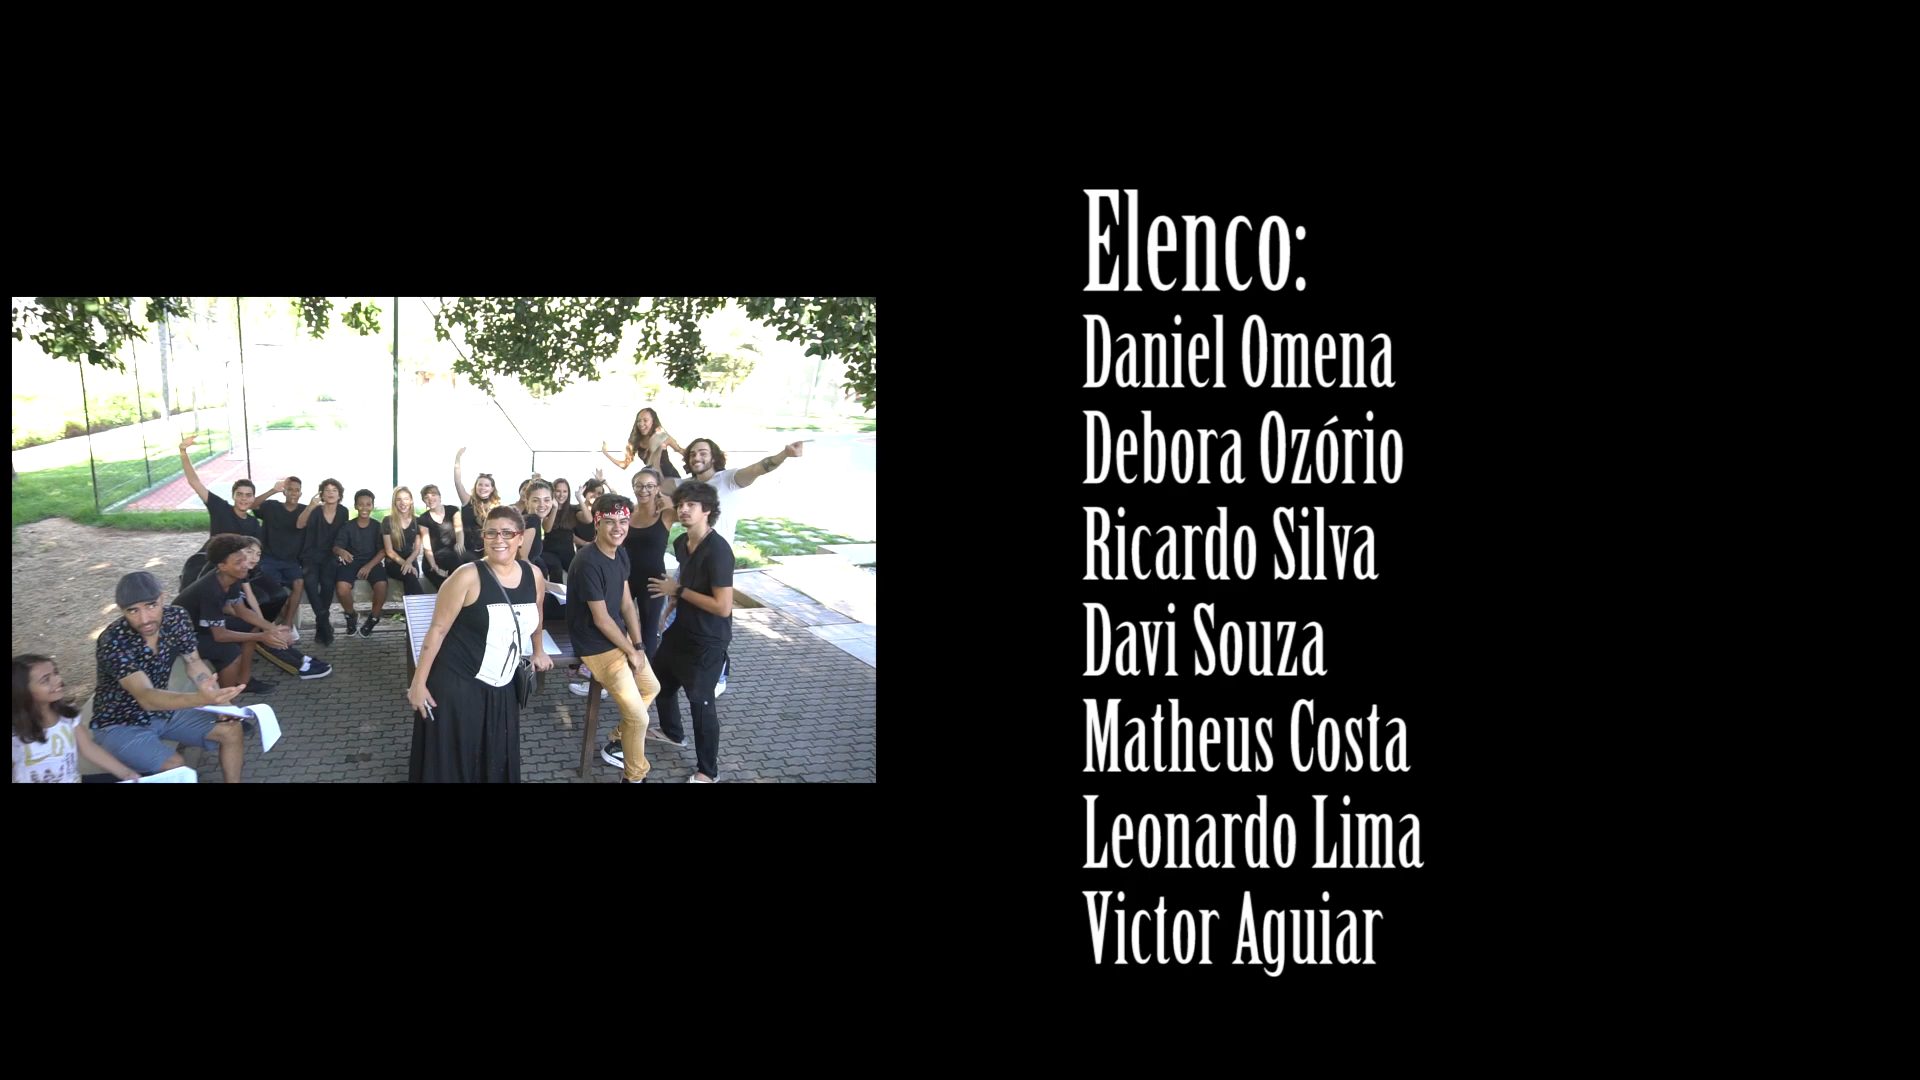 Elenco:
Daniel Omena
Debora Ozório
Ricardo Silva
Davi Souza
Matheus Costa
Leonardo Lima
Victor Aguiar